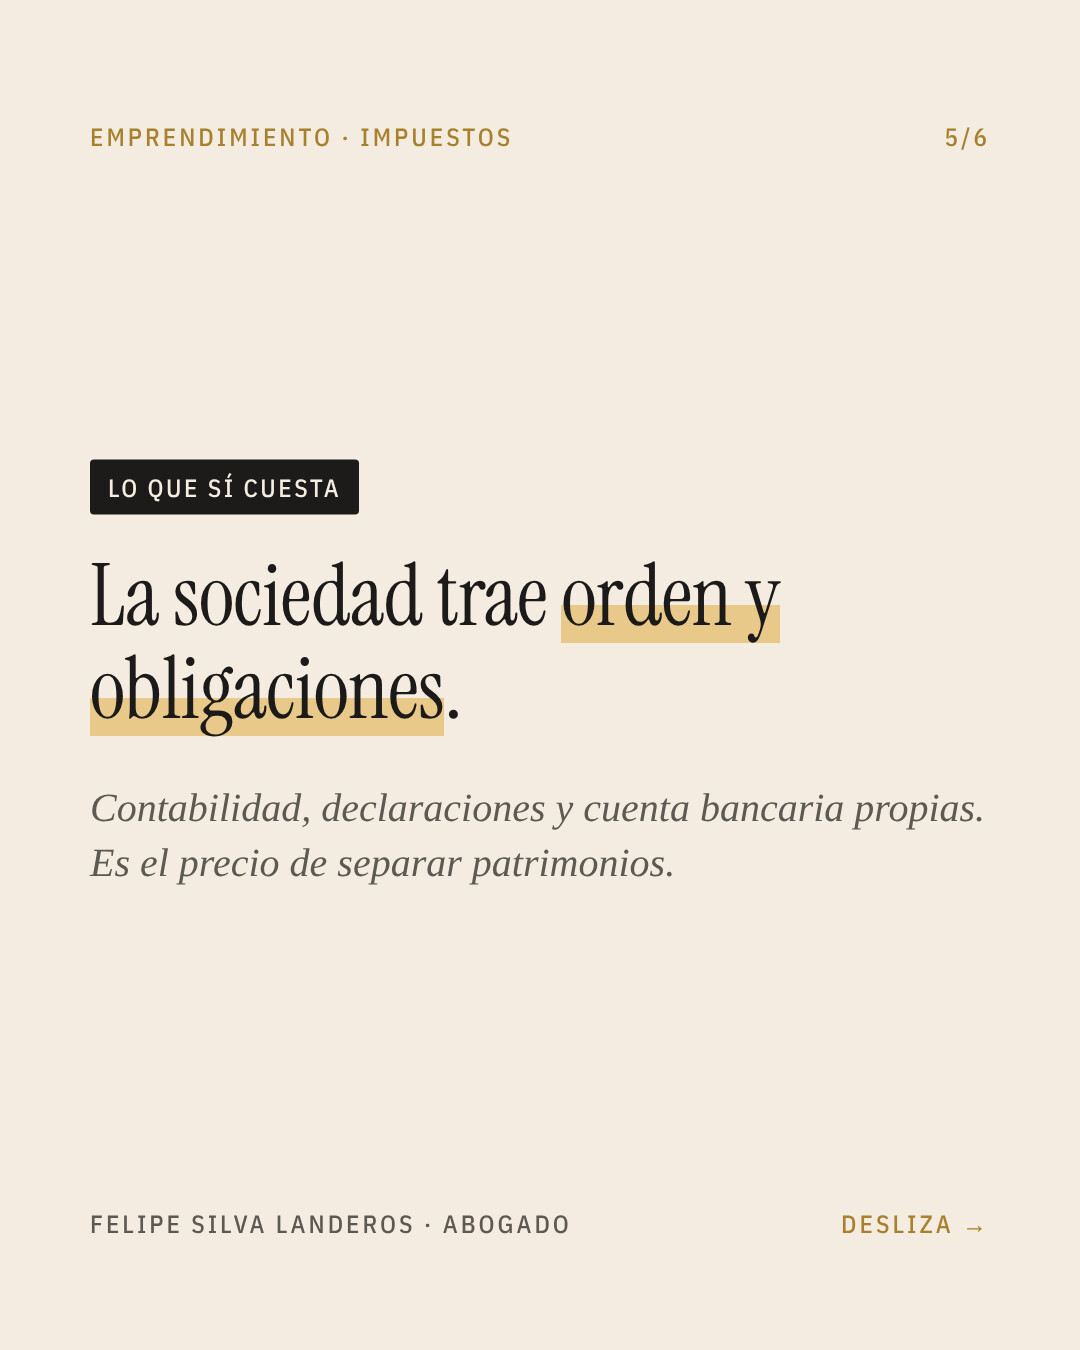 EMPRENDIMIENTO · IMPUESTOS
5/6
LO QUE SÍ CUESTA
La sociedad trae orden y
obligaciones.
Contabilidad, declaraciones y cuenta bancaria propias.
Es el precio de separar patrimonios.
FELIPE SILVA LANDEROS · ABOGADO
DESLIZA →